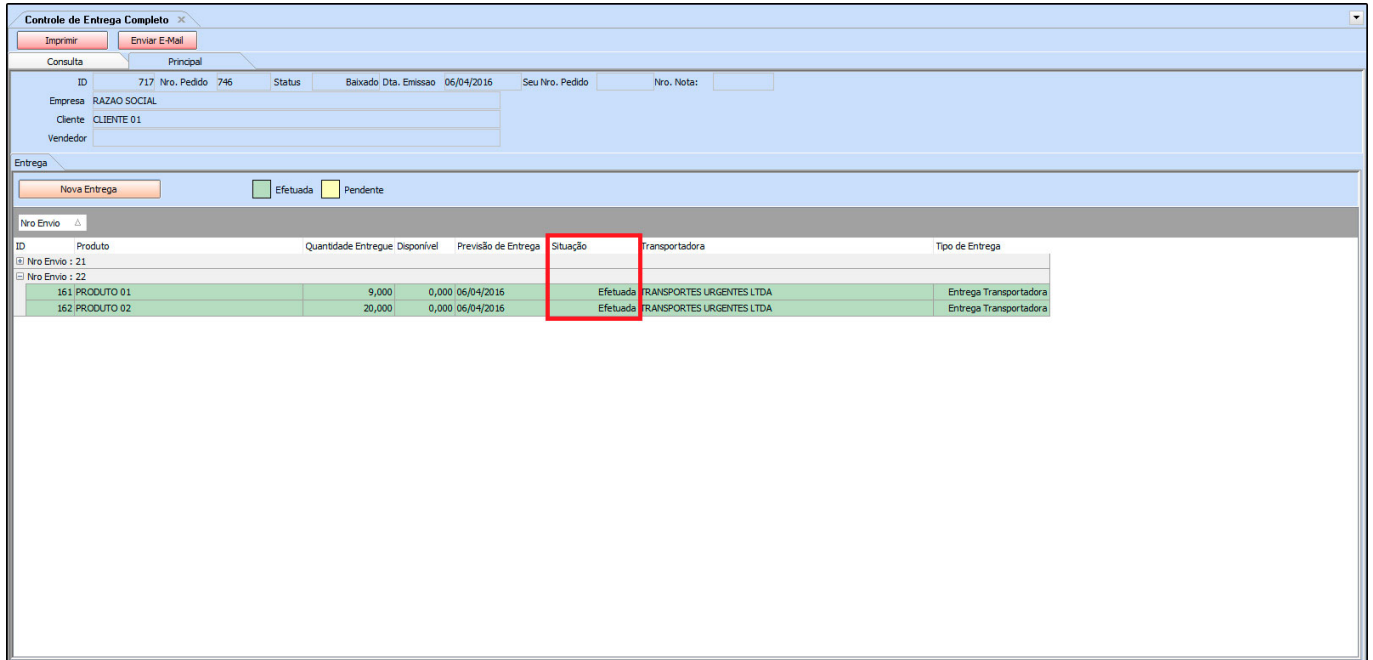 Controle de Entrega Completo
Imprimir Enviar E-Mail
Consulta Principal
ID 717 Nro. Pedido 746 Status Baixado Dta. Emissao 06/04/2016 Seu Nro. Pedido Nro. Nota:
Empresa RAZAO SOCIAL
Cliente CLIENTE 01
Vendedor
Entrega
Nova Entrega Efetuada Pendente
Nro Envio
ID Produto Quantidade Entregue Disponível Previsão de Entrega Situação Transportadora Tipo de Entrega
Nro Envio : 21
Nro Envio : 22
161 PRODUTO 01 9,000 0,000 06/04/2016 Efetuada TRANSPORTES URGENTES LTDA Entrega Transportadora
162 PRODUTO 02 20,000 0,000 06/04/2016 Efetuada TRANSPORTES URGENTES LTDA Entrega Transportadora